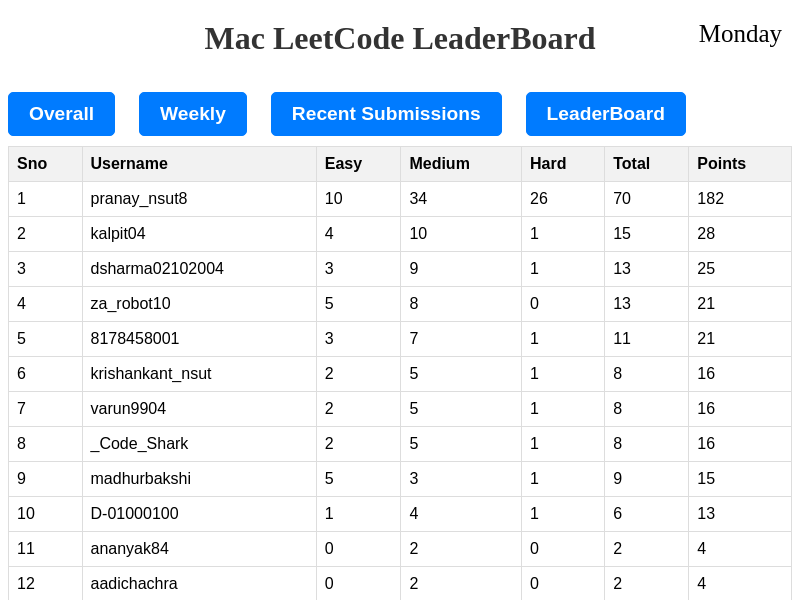 Mac LeetCode LeaderBoard
Monday
Overall Weekly Recent Submissions LeaderBoard
Sno Username Easy Medium Hard Total Points
1 pranay_nsut8 10 34 26 70 182
2 kalpit04 4 10 1 15 28
3 dsharma02102004 3 9 1 13 25
4 za_robot10 5 8 0 13 21
5 8178458001 3 7 1 11 21
6 krishankant_nsut 2 5 1 8 16
7 varun9904 2 5 1 8 16
8 _Code_Shark 2 5 1 8 16
9 madhurbakshi 5 3 1 9 15
10 D-01000100 1 4 1 6 13
11 ananyak84 0 2 0 2 4
12 aadichachra 0 2 0 2 4